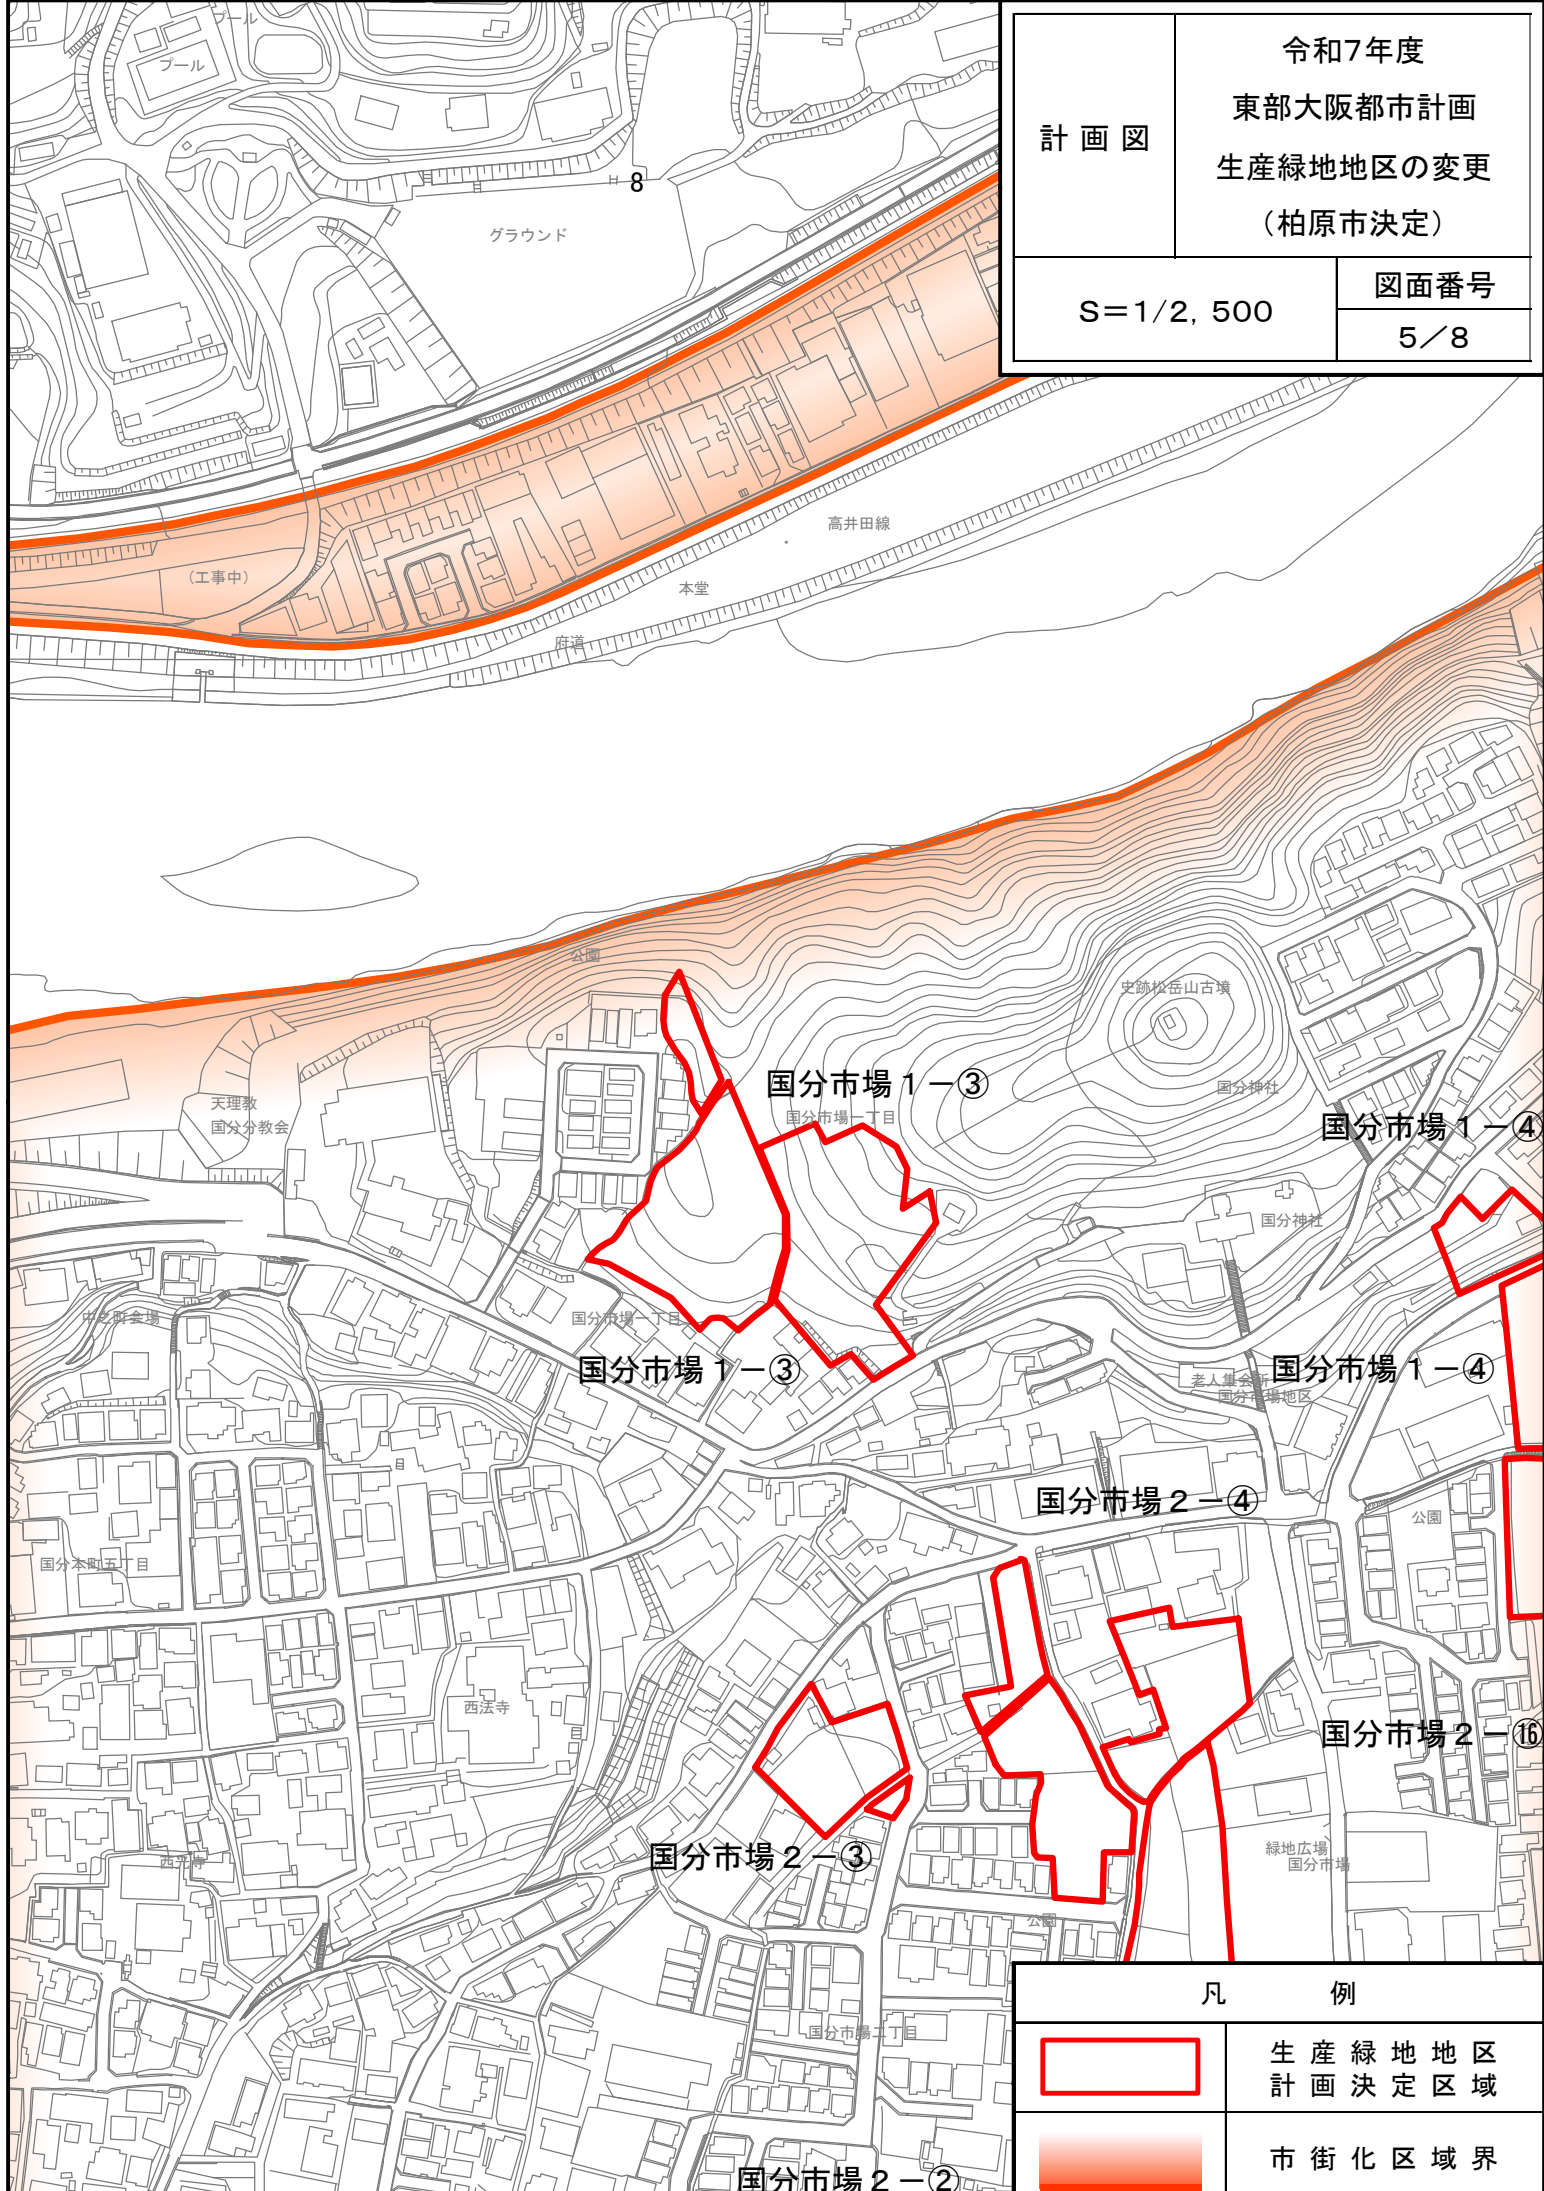 計画図
令和7年度
東部大阪都市計画
生産緑地地区の変更
(柏原市決定)
S=1/2,500
図面番号
5/8
プール
プール
8
グラウンド
高井田線
(工事中)
本堂
府道
公園
史跡松岳山古墳
国分市場1-③
国分市場一丁目
国分神社
天理教
国分分教会
国分市場1-④
国分神社
中之町会場
国分市場一丁目
国分市場1-③
国分市場1-④
老人集会所
国分市場地区
国分市場2-④
公園
国分本町五丁目
西法寺
国分市場2-⑯
国分市場2-③
緑地広場
国分市場
西光寺
公園
国分市場二丁目
国分市場2-②
凡例
生産緑地地区
計画決定区域
市街化区域界